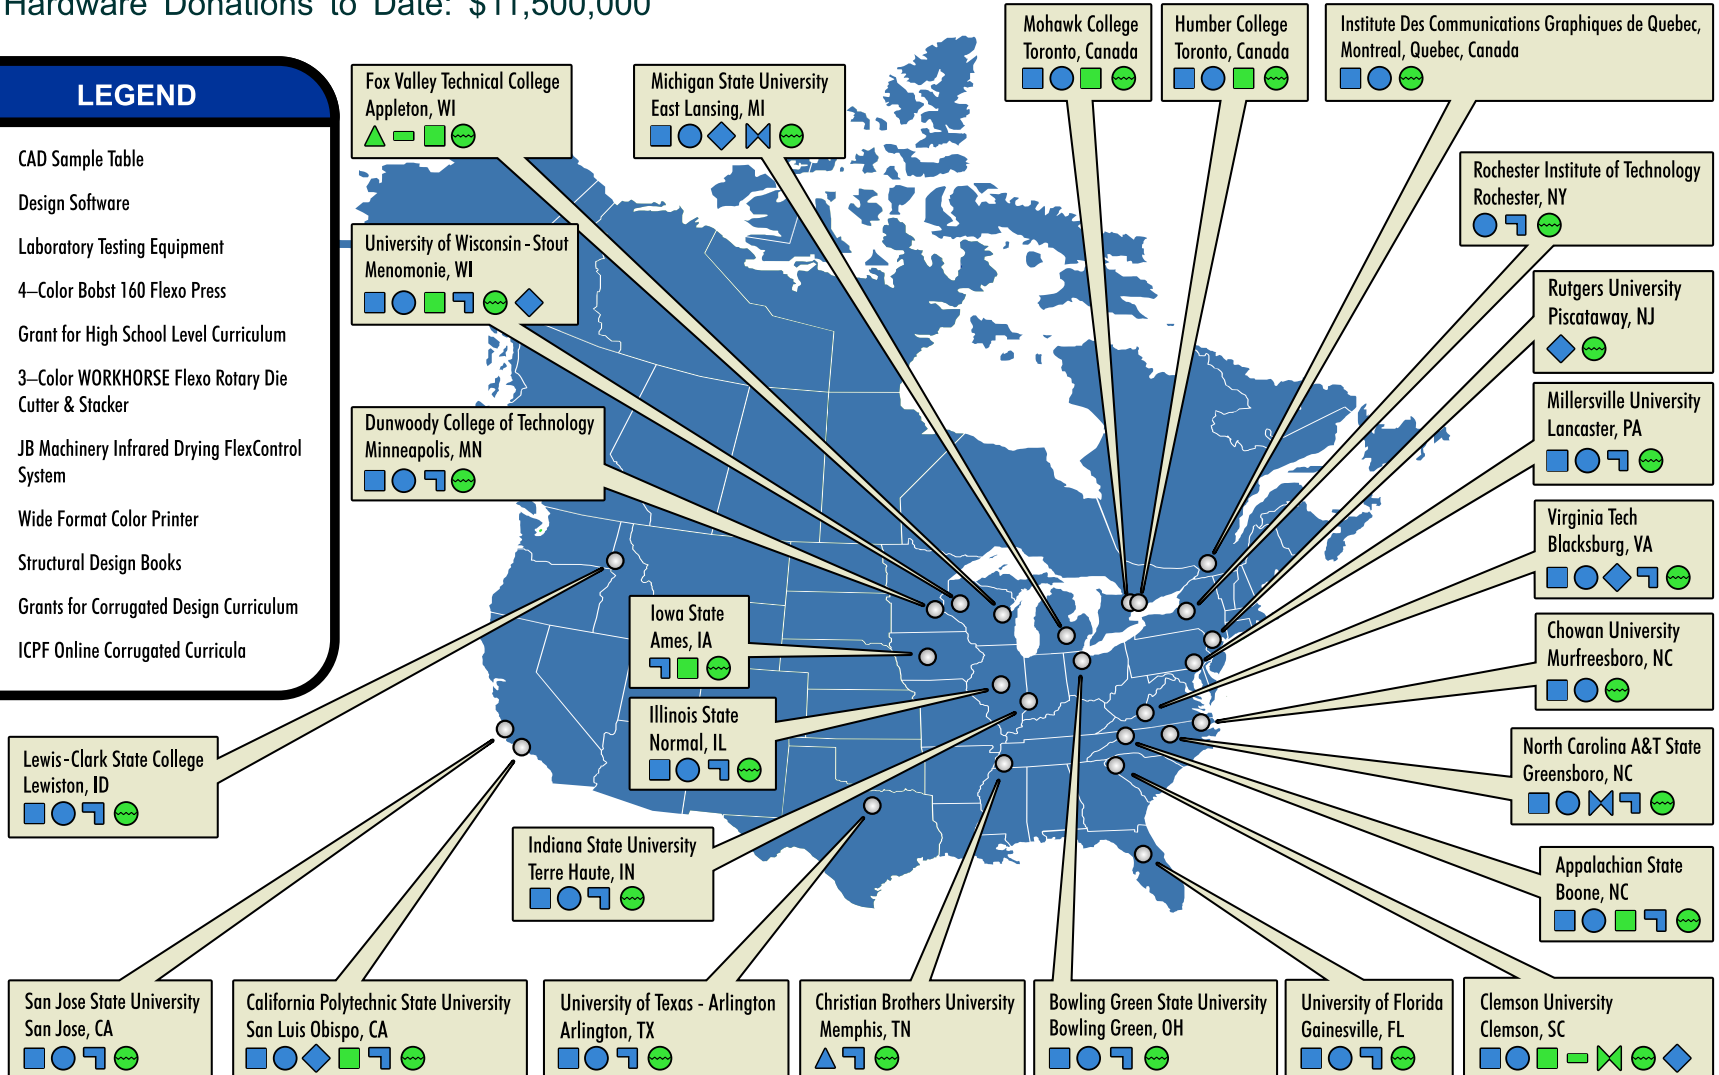 Hardware Donations to Date: $11,500,000
LEGEND
CAD Sample Table
Design Software
Laboratory Testing Equipment
4–Color Bobst 160 Flexo Press
Grant for High School Level Curriculum
3–Color WORKHORSE Flexo Rotary Die
Cutter & Stacker
JB Machinery Infrared Drying FlexControl
System
Wide Format Color Printer
Structural Design Books
Grants for Corrugated Design Curriculum
ICPF Online Corrugated Curricula
Fox Valley Technical College
Appleton, WI
Michigan State University
East Lansing, MI
Mohawk College
Toronto, Canada
Humber College
Toronto, Canada
Institute Des Communications Graphiques de Quebec,
Montreal, Quebec, Canada
Rochester Institute of Technology
Rochester, NY
University of Wisconsin - Stout
Menomonie, WI
Rutgers University
Piscataway, NJ
Dunwoody College of Technology
Minneapolis, MN
Millersville University
Lancaster, PA
Virginia Tech
Blacksburg, VA
Iowa State
Ames, IA
Chowan University
Murfreesboro, NC
Illinois State
Normal, IL
Lewis-Clark State College
Lewiston, ID
North Carolina A&T State
Greensboro, NC
Indiana State University
Terre Haute, IN
Appalachian State
Boone, NC
San Jose State University
San Jose, CA
California Polytechnic State University
San Luis Obispo, CA
University of Texas - Arlington
Arlington, TX
Christian Brothers University
Memphis, TN
Bowling Green State University
Bowling Green, OH
University of Florida
Gainesville, FL
Clemson University
Clemson, SC